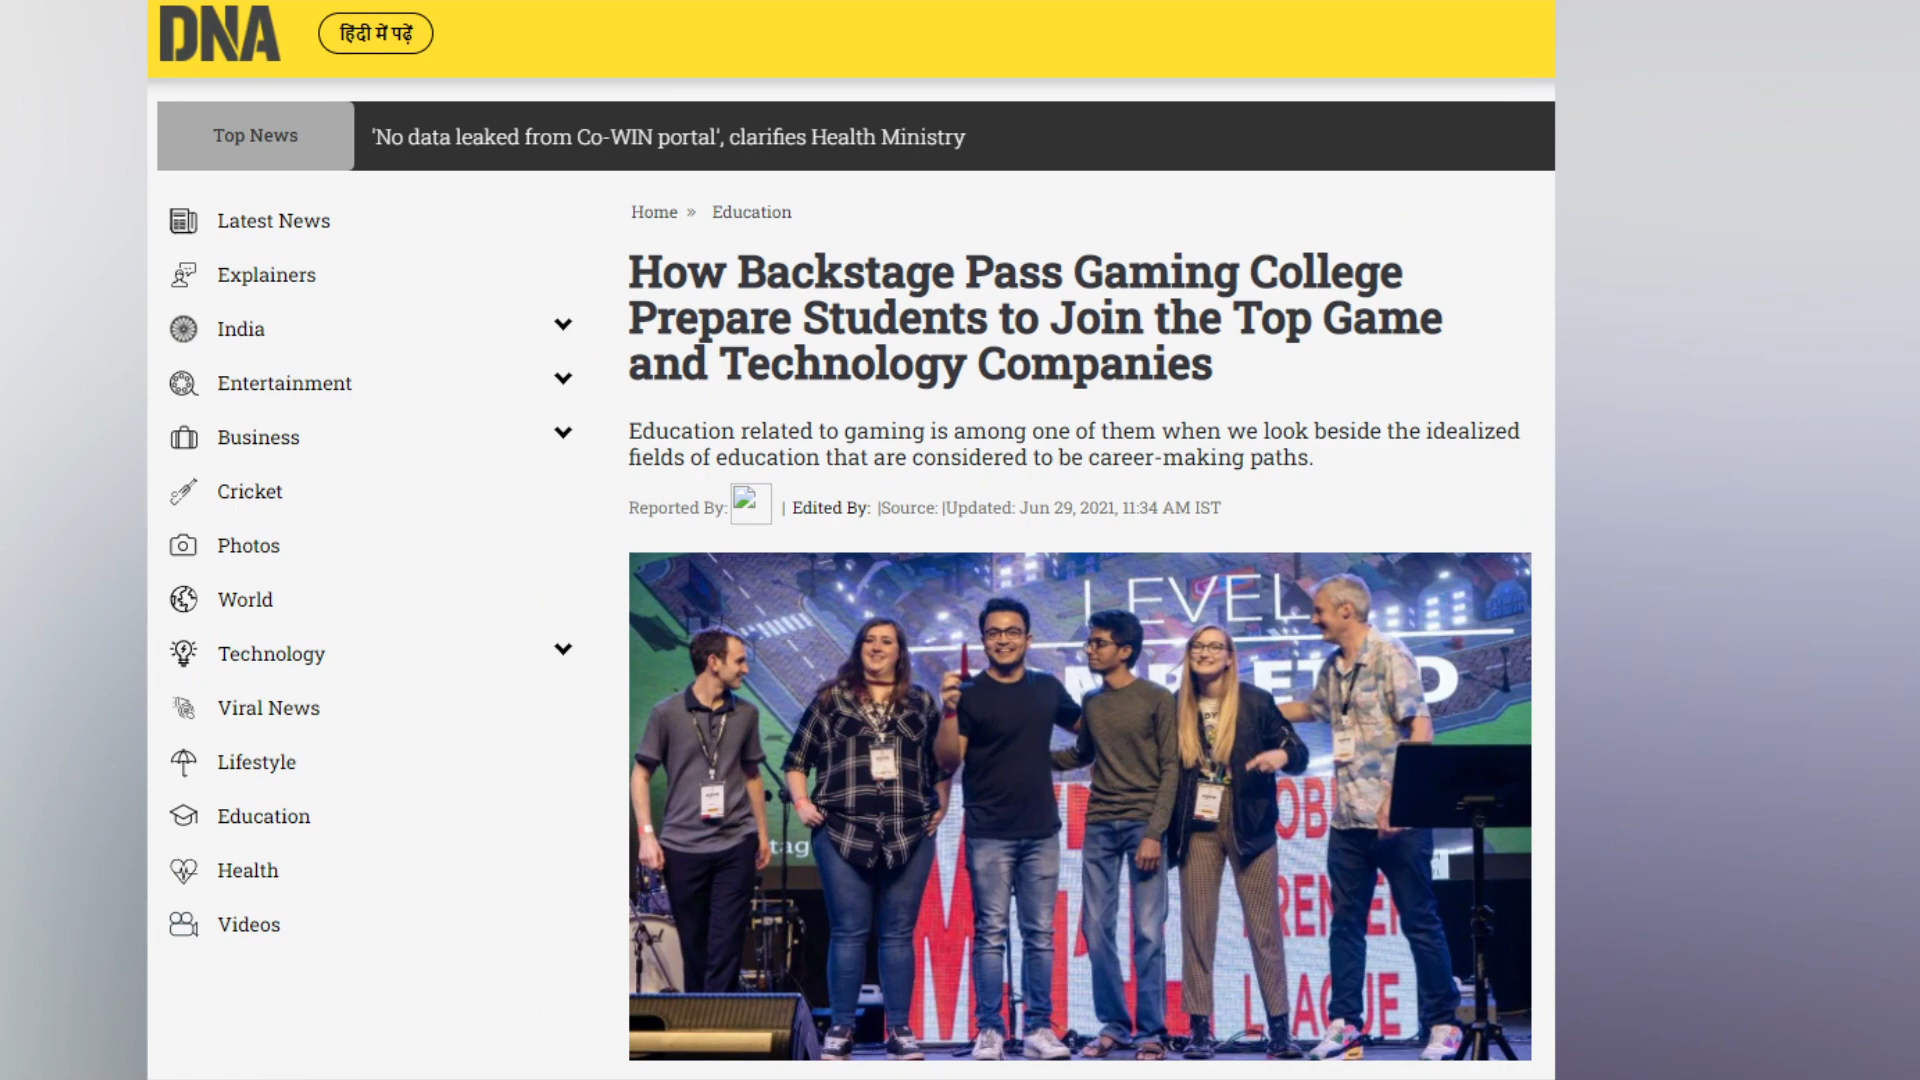 DNA
हिंदी में पढ़ें
Top News
'No data leaked from Co-WIN portal', clarifies Health Ministry
Latest News
Explainers
India
Entertainment
Business
Cricket
Photos
World
Technology
Viral News
Lifestyle
Education
Health
Videos
Home » Education
How Backstage Pass Gaming College
Prepare Students to Join the Top Game
and Technology Companies
Education related to gaming is among one of them when we look beside the idealized
fields of education that are considered to be career-making paths.
Reported By: | Edited By: |Source: |Updated: Jun 29, 2021, 11:34 AM IST
LEVEL
LEAGUE